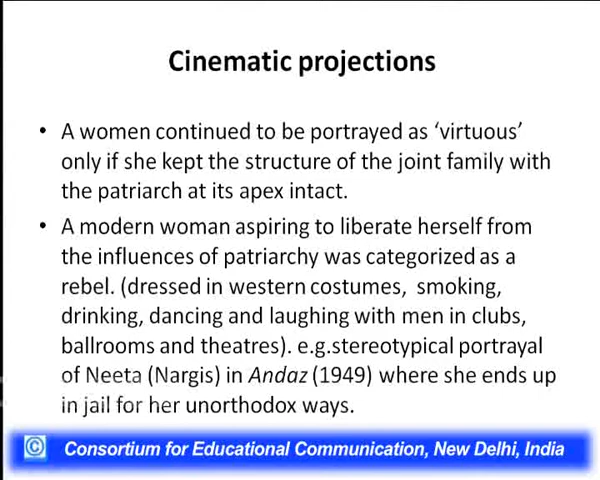 Cinematic projections
• A women continued to be portrayed as ‘virtuous’
only if she kept the structure of the joint family with
the patriarch at its apex intact.
• A modern woman aspiring to liberate herself from
the influences of patriarchy was categorized as a
rebel. (dressed in western costumes, smoking,
drinking, dancing and laughing with men in clubs,
ballrooms and theatres). e.g.stereotypical portrayal
of Neeta (Nargis) in Andaz (1949) where she ends up
in jail for her unorthodox ways.
© Consortium for Educational Communication, New Delhi, India